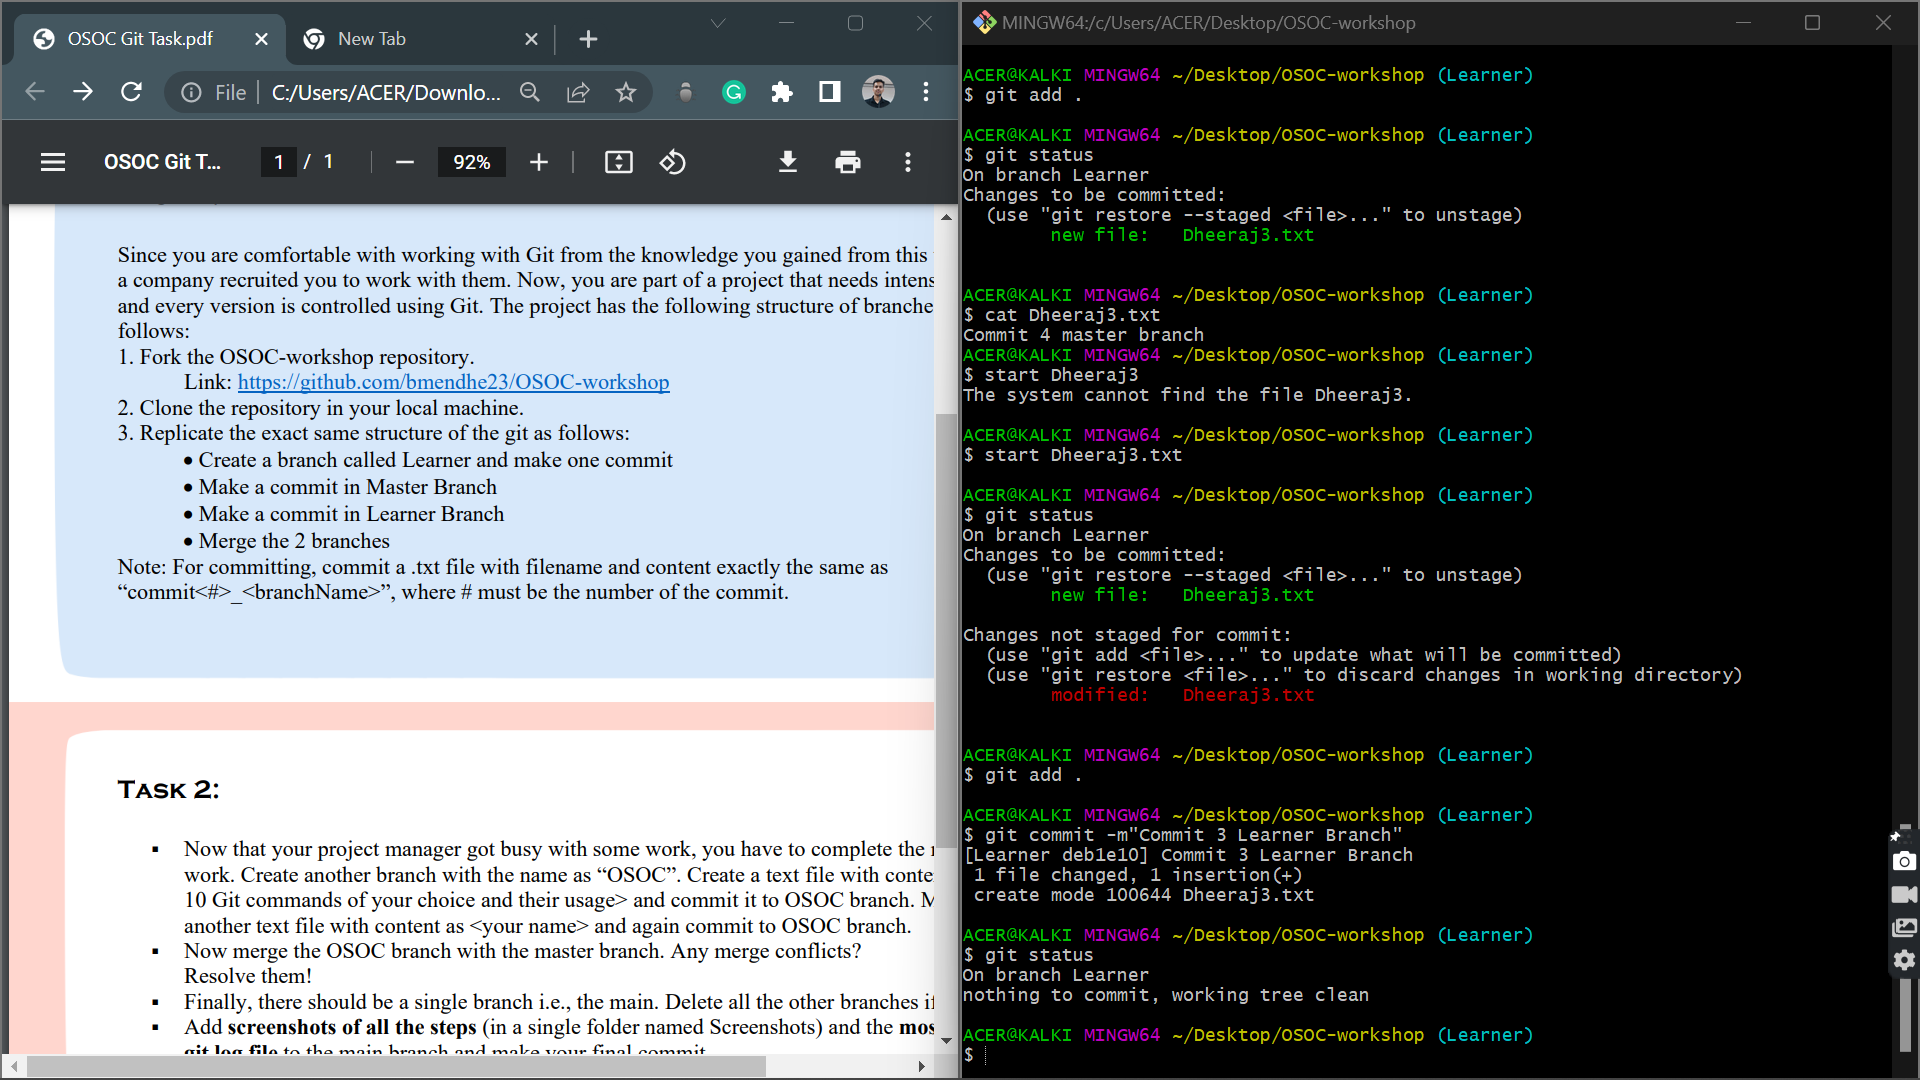 OSOC Git Task.pdf
New Tab
File
C:/Users/ACER/Downlo...
OSOC Git T...
1 / 1
92%
Since you are comfortable with working with Git from the knowledge you gained from this
a company recruited you to work with them. Now, you are part of a project that needs intens
and every version is controlled using Git. The project has the following structure of branche
follows:
1. Fork the OSOC-workshop repository.
Link: https://github.com/bmendhe23/OSOC-workshop
2. Clone the repository in your local machine.
3. Replicate the exact same structure of the git as follows:
• Create a branch called Learner and make one commit
• Make a commit in Master Branch
• Make a commit in Learner Branch
• Merge the 2 branches
Note: For committing, commit a .txt file with filename and content exactly the same as
“commit<#>_<branchName>”, where # must be the number of the commit.
TASK 2:
▪ Now that your project manager got busy with some work, you have to complete the
work. Create another branch with the name as “OSOC”. Create a text file with conte
10 Git commands of your choice and their usage> and commit it to OSOC branch. M
another text file with content as <your name> and again commit to OSOC branch.
▪ Now merge the OSOC branch with the master branch. Any merge conflicts?
Resolve them!
▪ Finally, there should be a single branch i.e., the main. Delete all the other branches if
▪ Add screenshots of all the steps (in a single folder named Screenshots) and the mos
git log file to the main branch and make your final commit.
MINGW64:/c/Users/ACER/Desktop/OSOC-workshop
ACER@KALKI MINGW64 ~/Desktop/OSOC-workshop (Learner)
$ git add .
ACER@KALKI MINGW64 ~/Desktop/OSOC-workshop (Learner)
$ git status
On branch Learner
Changes to be committed:
(use "git restore --staged <file>..." to unstage)
new file: Dheeraj3.txt
ACER@KALKI MINGW64 ~/Desktop/OSOC-workshop (Learner)
$ cat Dheeraj3.txt
Commit 4 master branch
ACER@KALKI MINGW64 ~/Desktop/OSOC-workshop (Learner)
$ start Dheeraj3
The system cannot find the file Dheeraj3.
ACER@KALKI MINGW64 ~/Desktop/OSOC-workshop (Learner)
$ start Dheeraj3.txt
ACER@KALKI MINGW64 ~/Desktop/OSOC-workshop (Learner)
$ git status
On branch Learner
Changes to be committed:
(use "git restore --staged <file>..." to unstage)
new file: Dheeraj3.txt
Changes not staged for commit:
(use "git add <file>..." to update what will be committed)
(use "git restore <file>..." to discard changes in working directory)
modified: Dheeraj3.txt
ACER@KALKI MINGW64 ~/Desktop/OSOC-workshop (Learner)
$ git add .
ACER@KALKI MINGW64 ~/Desktop/OSOC-workshop (Learner)
$ git commit -m"Commit 3 Learner Branch"
[Learner deb1e10] Commit 3 Learner Branch
1 file changed, 1 insertion(+)
create mode 100644 Dheeraj3.txt
ACER@KALKI MINGW64 ~/Desktop/OSOC-workshop (Learner)
$ git status
On branch Learner
nothing to commit, working tree clean
ACER@KALKI MINGW64 ~/Desktop/OSOC-workshop (Learner)
$